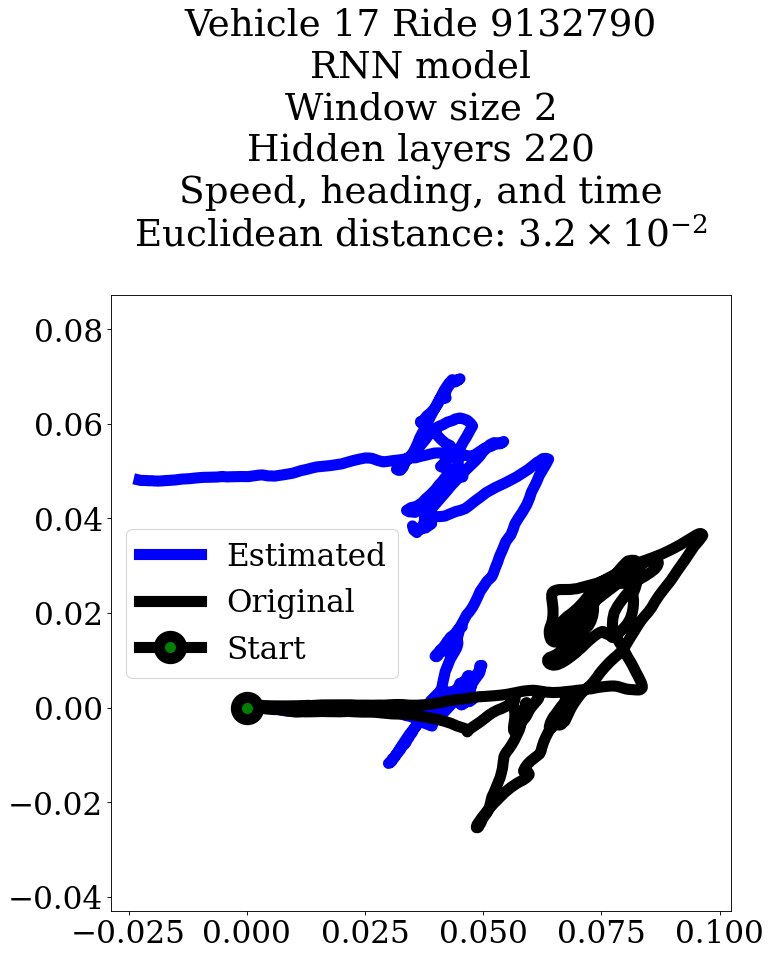 Vehicle 17 Ride 9132790
RNN model
Window size 2
Hidden layers 220
Speed, heading, and time
Euclidean distance: 3.2 × 10⁻²
0.08
0.06
0.04
0.02
0.00
−0.02
−0.04
Estimated
Original
Start
−0.025 0.000 0.025 0.050 0.075 0.100